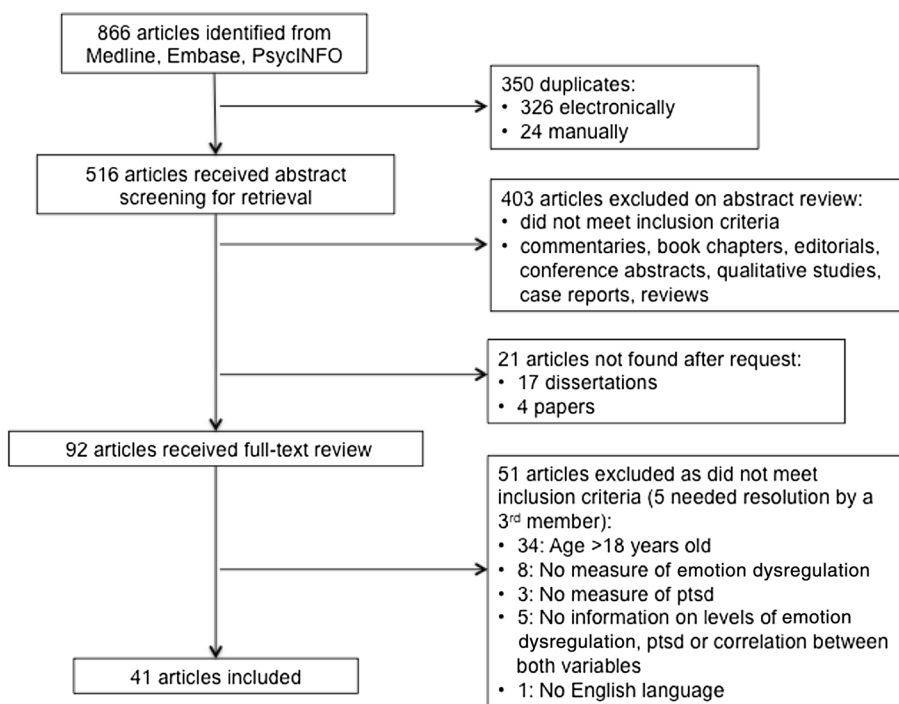 866 articles identified from
Medline, Embase, PsycINFO
350 duplicates:
• 326 electronically
• 24 manually
516 articles received abstract
screening for retrieval
403 articles excluded on abstract review:
• did not meet inclusion criteria
• commentaries, book chapters, editorials,
conference abstracts, qualitative studies,
case reports, reviews
21 articles not found after request:
• 17 dissertations
• 4 papers
92 articles received full-text review
51 articles excluded as did not meet
inclusion criteria (5 needed resolution by a
3rd member):
• 34: Age >18 years old
• 8: No measure of emotion dysregulation
• 3: No measure of ptsd
• 5: No information on levels of emotion
dysregulation, ptsd or correlation between
both variables
• 1: No English language
41 articles included